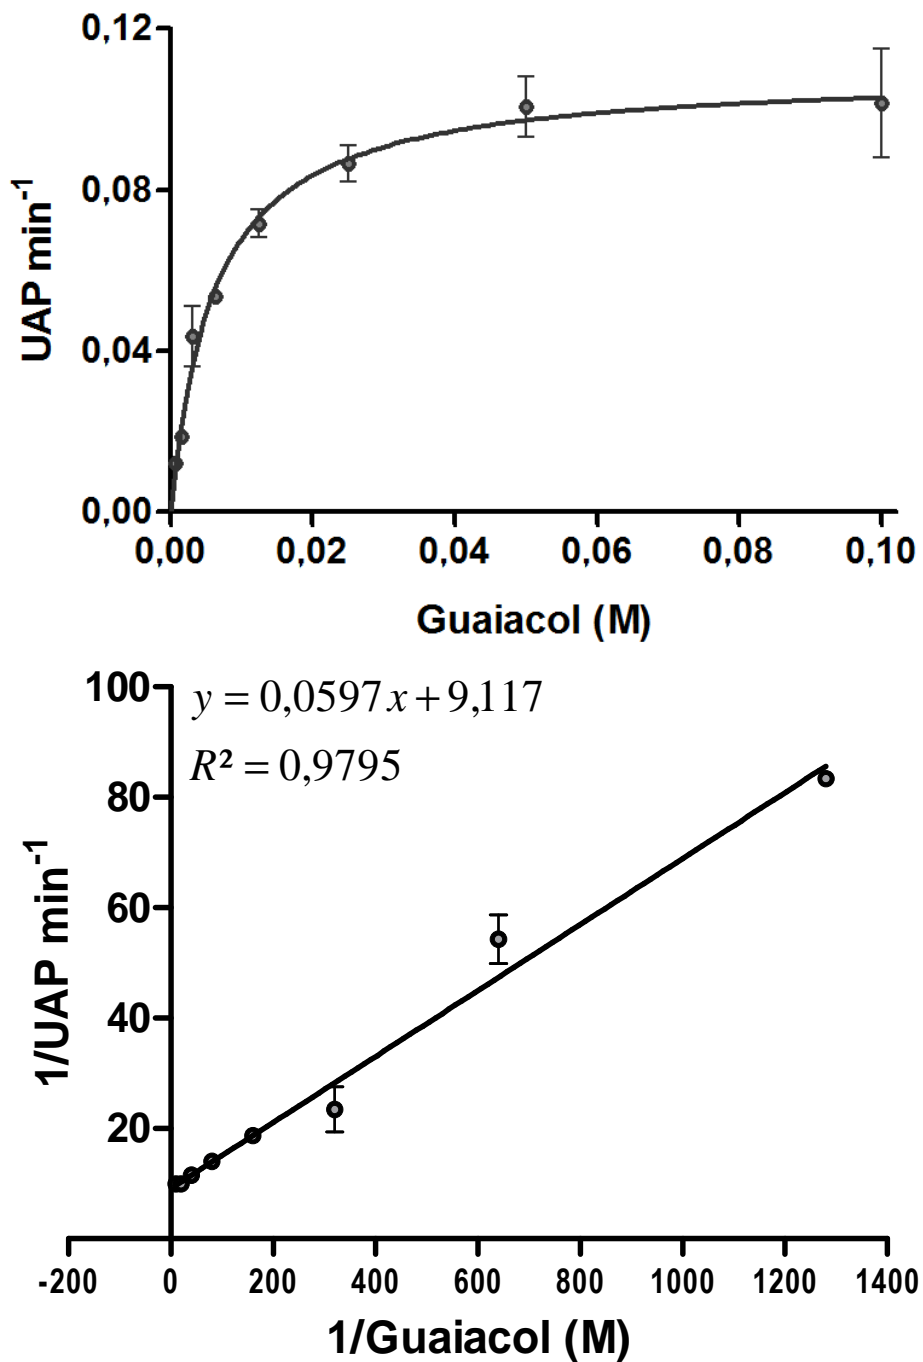 0,12
0,08
0,04
0,00
UAP min⁻¹
0,00 0,02 0,04 0,06 0,08 0,10
Guaiacol (M)
y = 0,0597x + 9,117
R² = 0,9795
100
80
60
40
20
1/UAP min⁻¹
-200 0 200 400 600 800 1000 1200 1400
1/Guaiacol (M)